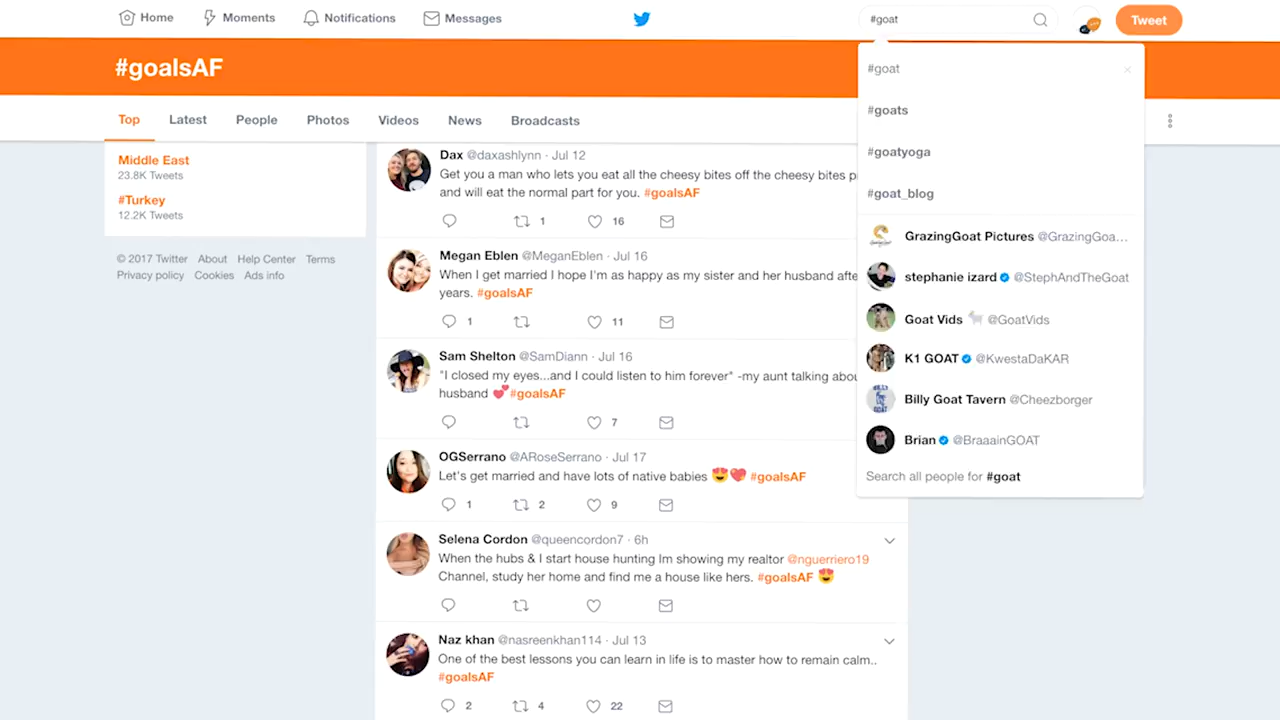 Home
Moments
Notifications
Messages
#goat
Tweet
#goalsAF
Top
Latest
People
Photos
Videos
News
Broadcasts
Middle East
23.8K Tweets
#Turkey
12.2K Tweets
© 2017 Twitter About Help Center Terms
Privacy policy Cookies Ads info
Dax @daxashlynn · Jul 12
Get you a man who lets you eat all the cheesy bites off the cheesy bites
and will eat the normal part for you. #goalsAF
1
16
Megan Eblen @MeganEblen · Jul 16
When I get married I hope I'm as happy as my sister and her husband
years. #goalsAF
1
11
Sam Shelton @SamDiann · Jul 16
"I closed my eyes...and I could listen to him forever" -my aunt talking
husband 💕#goalsAF
7
OGSerrano @ARoseSerrano · Jul 17
Let's get married and have lots of native babies 😍💖 #goalsAF
1
2
9
Selena Cordon @queencordon7 · 6h
When the hubs & I start house hunting Im showing my realtor @nguerriero19
Channel, study her home and find me a house like hers. #goalsAF 😍
Naz khan @nasreenkhan114 · Jul 13
One of the best lessons you can learn in life is to master how to remain calm..
#goalsAF
2
4
22
#goat
#goats
#goatyoga
#goat_blog
GrazingGoat Pictures @GrazingGoa...
stephanie izard @StephAndTheGoat
Goat Vids 🐐 @GoatVids
K1 GOAT @KwestaDaKAR
Billy Goat Tavern @Cheezborger
Brian @BraaainGOAT
Search all people for #goat